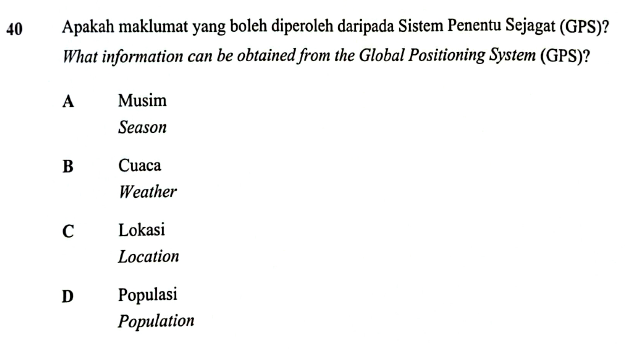 40 Apakah maklumat yang boleh diperoleh daripada Sistem Penentu Sejagat (GPS)?
What information can be obtained from the Global Positioning System (GPS)?
A Musim
Season
B Cuaca
Weather
C Lokasi
Location
D Populasi
Population